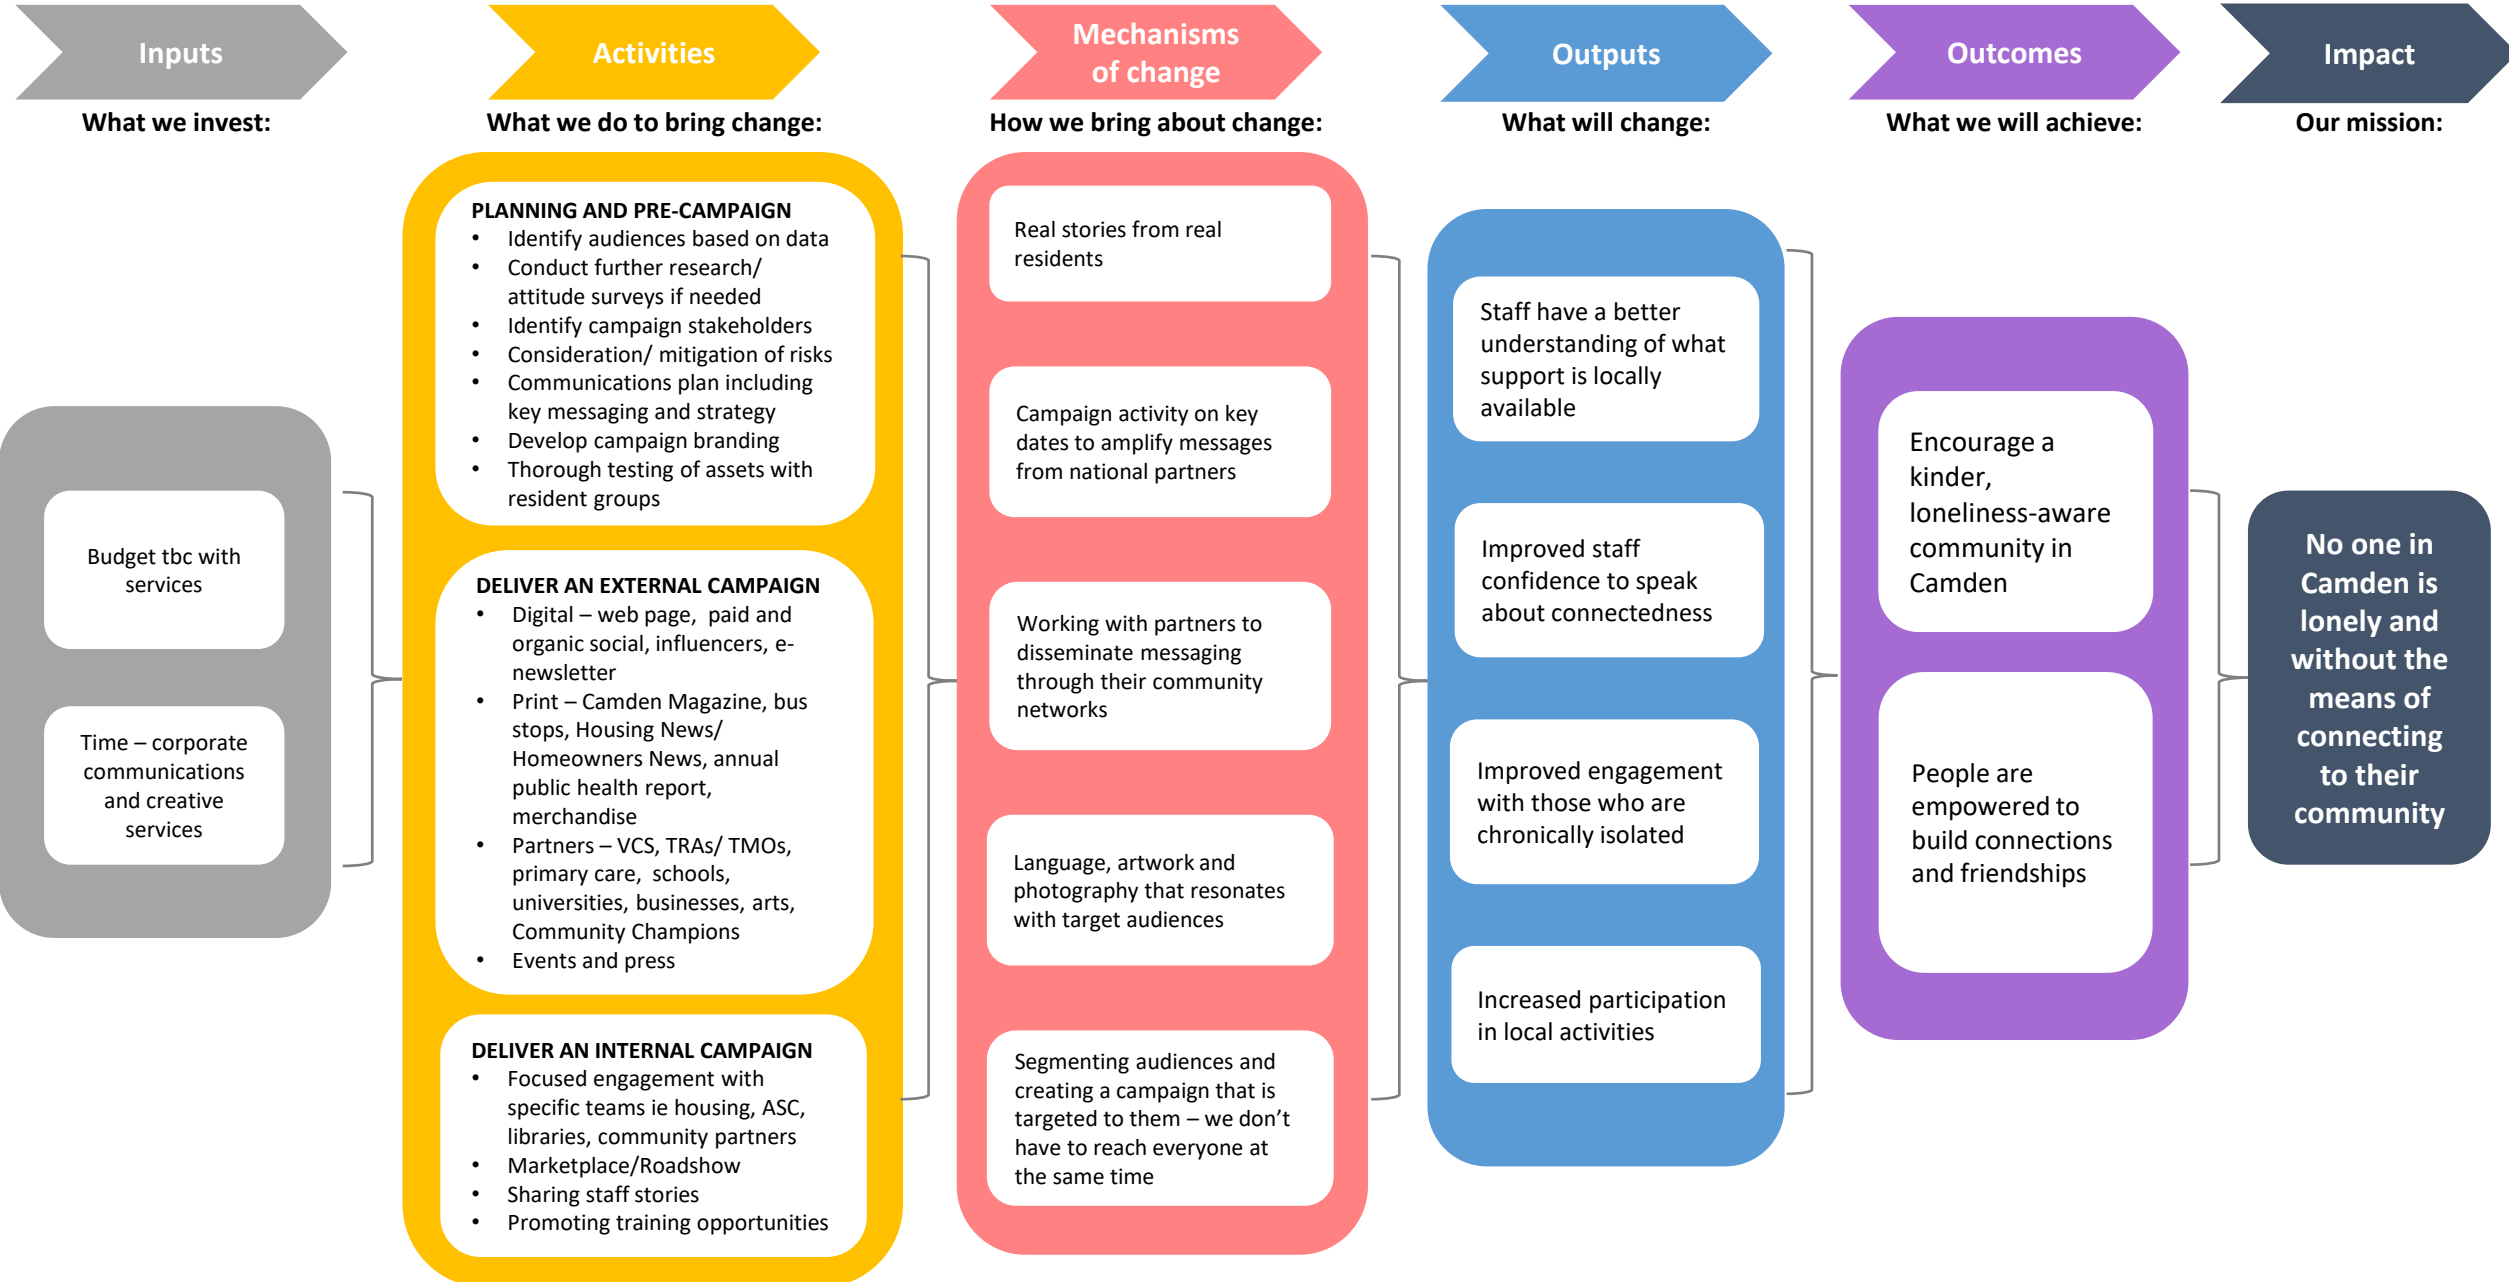 Inputs
What we invest:
Budget tbc with
services
Time – corporate
communications
and creative
services
Activities
What we do to bring change:
PLANNING AND PRE-CAMPAIGN
• Identify audiences based on data
• Conduct further research/
attitude surveys if needed
• Identify campaign stakeholders
• Consideration/ mitigation of risks
• Communications plan including
key messaging and strategy
• Develop campaign branding
• Thorough testing of assets with
resident groups
DELIVER AN EXTERNAL CAMPAIGN
• Digital – web page, paid and
organic social, influencers, e-
newsletter
• Print – Camden Magazine, bus
stops, Housing News/
Homeowners News, annual
public health report,
merchandise
• Partners – VCS, TRAs/ TMOs,
primary care, schools,
universities, businesses, arts,
Community Champions
• Events and press
DELIVER AN INTERNAL CAMPAIGN
• Focused engagement with
specific teams ie housing, ASC,
libraries, community partners
• Marketplace/Roadshow
• Sharing staff stories
• Promoting training opportunities
Mechanisms
of change
How we bring about change:
Real stories from real
residents
Campaign activity on key
dates to amplify messages
from national partners
Working with partners to
disseminate messaging
through their community
networks
Language, artwork and
photography that resonates
with target audiences
Segmenting audiences and
creating a campaign that is
targeted to them – we don’t
have to reach everyone at
the same time
Outputs
What will change:
Staff have a better
understanding of what
support is locally
available
Improved staff
confidence to speak
about connectedness
Improved engagement
with those who are
chronically isolated
Increased participation
in local activities
Outcomes
What we will achieve:
Encourage a
kinder,
loneliness-aware
community in
Camden
People are
empowered to
build connections
and friendships
Impact
Our mission:
No one in
Camden is
lonely and
without the
means of
connecting
to their
community